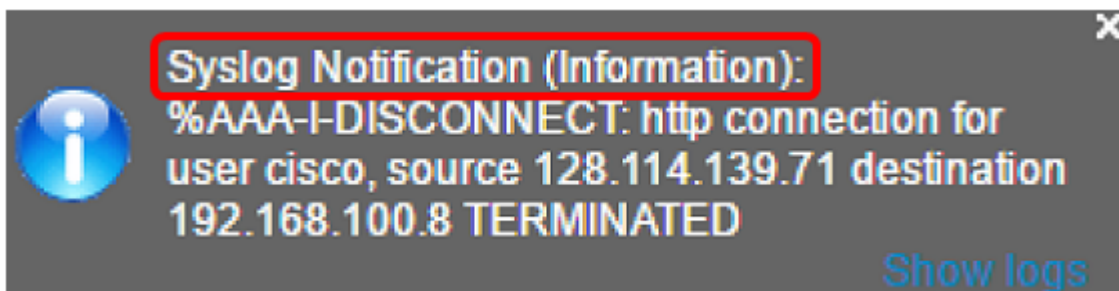 Syslog Notification (Information):
%AAA-I-DISCONNECT: http connection for
user cisco, source 128.114.139.71 destination
192.168.100.8 TERMINATED
Show logs